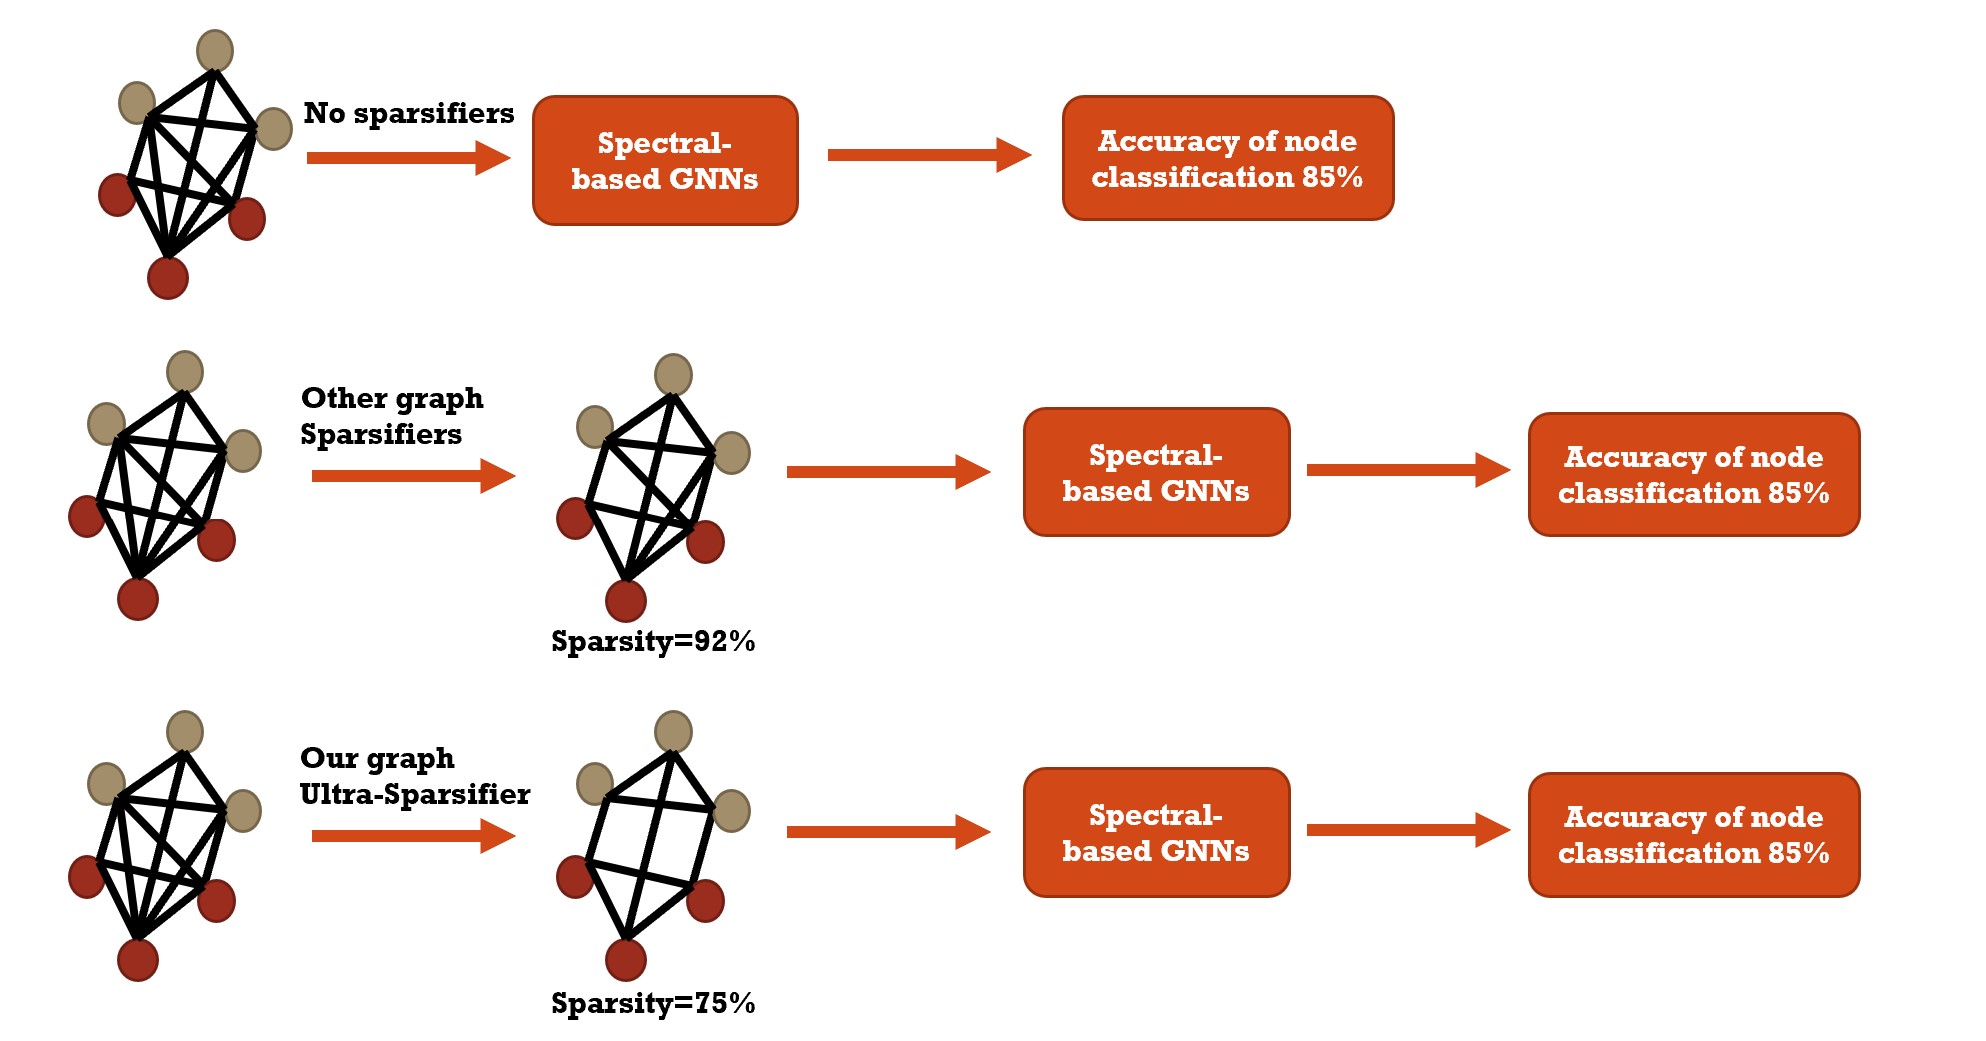 No sparsifiers
Spectral-
based GNNs
Accuracy of node
classification 85%
Other graph
Sparsifiers
Spectral-
based GNNs
Accuracy of node
classification 85%
Sparsity=92%
Our graph
Ultra-Sparsifier
Spectral-
based GNNs
Accuracy of node
classification 85%
Sparsity=75%